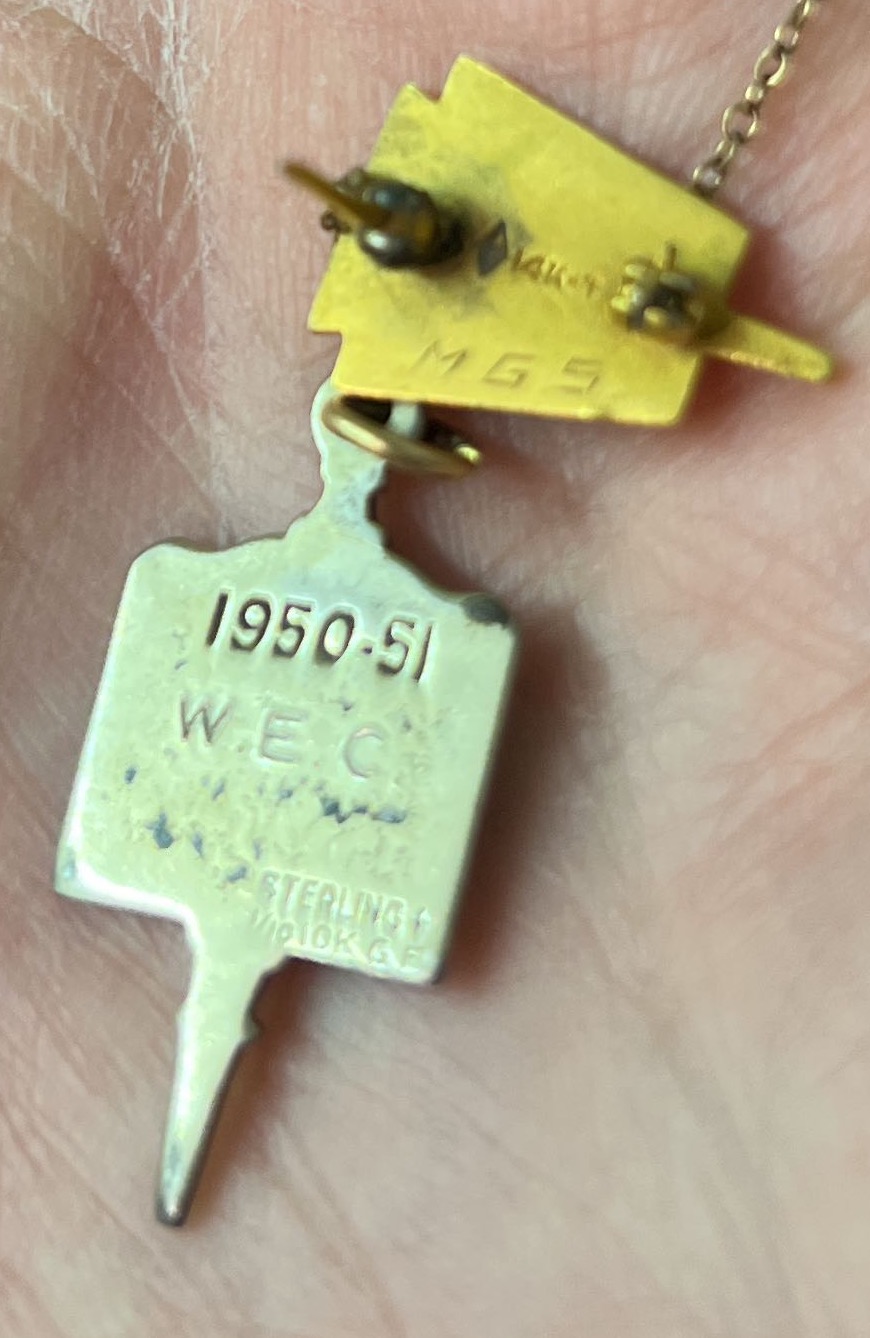 14K
MGS
1950-51
W.E.C
STERLING
10K G F